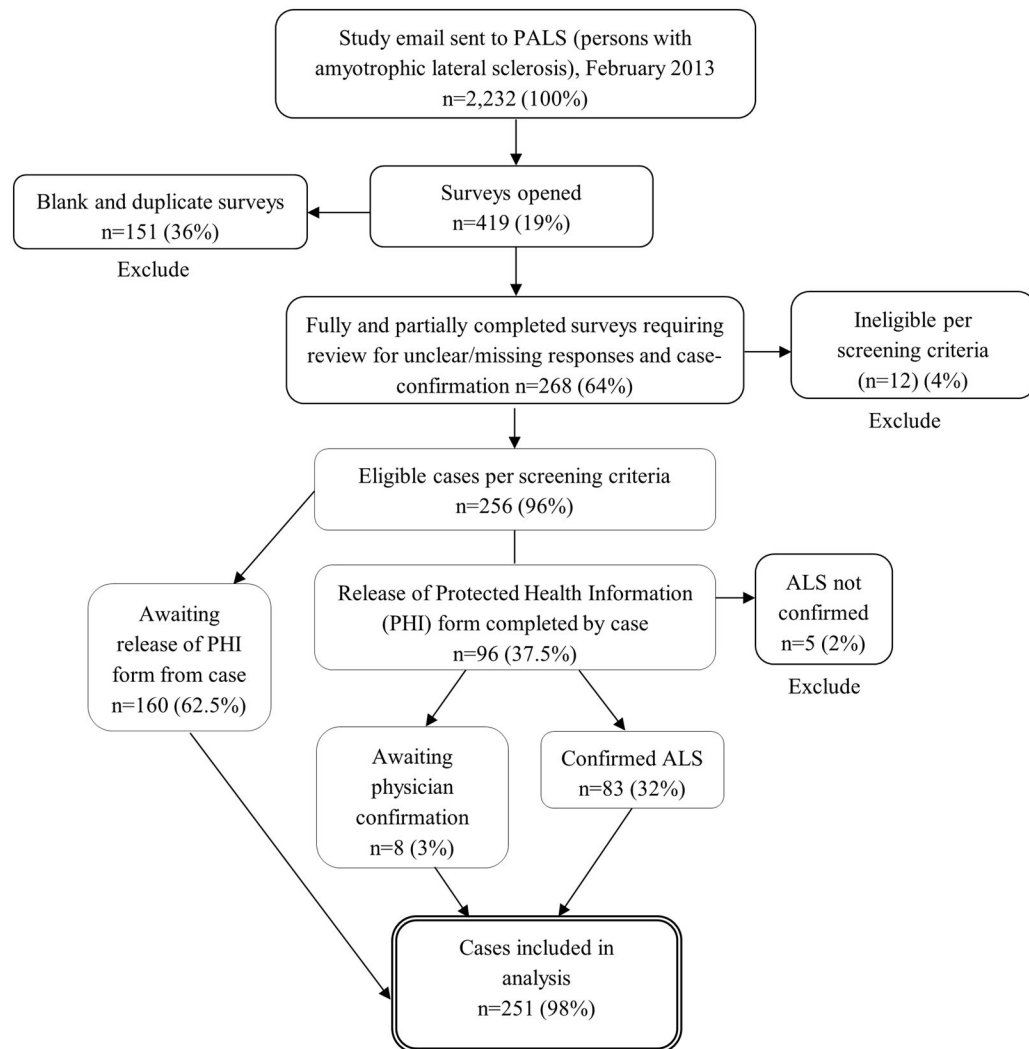 Study email sent to PALS (persons with
amyotrophic lateral sclerosis), February 2013
n=2,232 (100%)
Surveys opened
n=419 (19%)
Blank and duplicate surveys
n=151 (36%)
Exclude
Fully and partially completed surveys requiring
review for unclear/missing responses and case-
confirmation n=268 (64%)
Ineligible per
screening criteria
(n=12) (4%)
Exclude
Eligible cases per screening criteria
n=256 (96%)
Release of Protected Health Information
(PHI) form completed by case
n=96 (37.5%)
ALS not
confirmed
n=5 (2%)
Exclude
Awaiting
release of PHI
form from case
n=160 (62.5%)
Awaiting
physician
confirmation
n=8 (3%)
Confirmed ALS
n=83 (32%)
Cases included in
analysis
n=251 (98%)